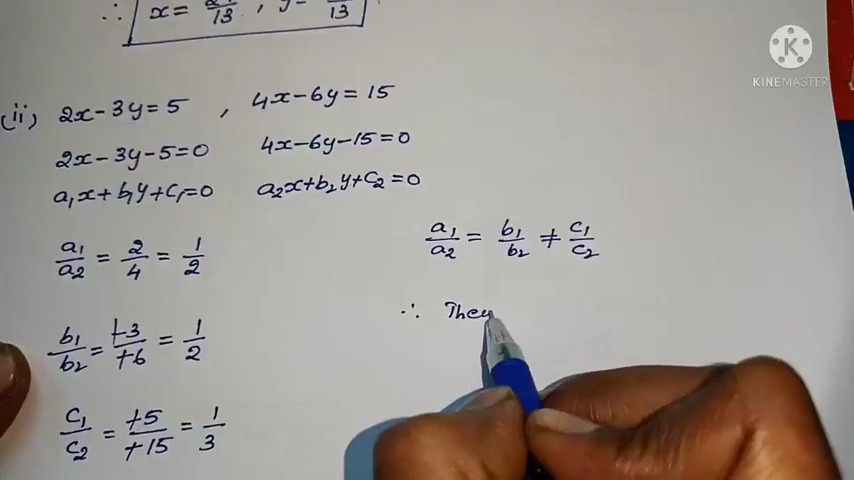 ∴ x = /13 , y = /13
(ii) 2x-3y=5 , 4x-6y=15
2x-3y-5=0 4x-6y-15=0
a₁x+b₁y+c₁=0 a₂x+b₂y+c₂=0
a₁/a₂ = 2/4 = 1/2
b₁/b₂ = -3/-6 = 1/2
c₁/c₂ = -5/-15 = 1/3
a₁/a₂ = b₁/b₂ ≠ c₁/c₂
∴ They
KINEMASTER